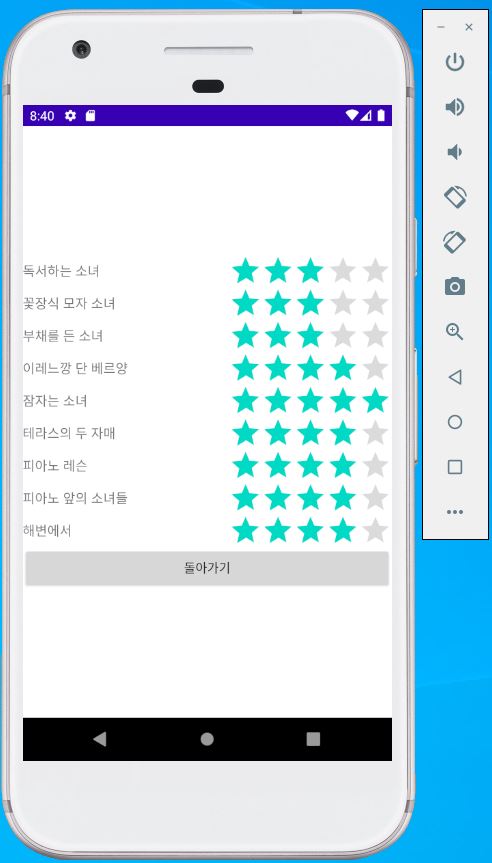 8:40
독서하는 소녀
꽃장식 모자 소녀
부채를 든 소녀
이레느깡 단 베르양
잠자는 소녀
테라스의 두 자매
피아노 레슨
피아노 앞의 소녀들
해변에서
돌아가기